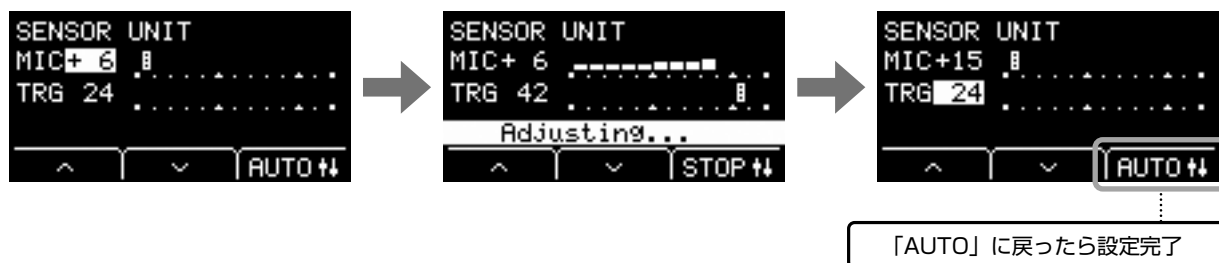 SENSOR UNIT
MIC+ 6
TRG 24
AUTO
SENSOR UNIT
MIC+ 6
TRG 42
Adjusting...
STOP
SENSOR UNIT
MIC+15
TRG 24
AUTO
「AUTO」に戻ったら設定完了